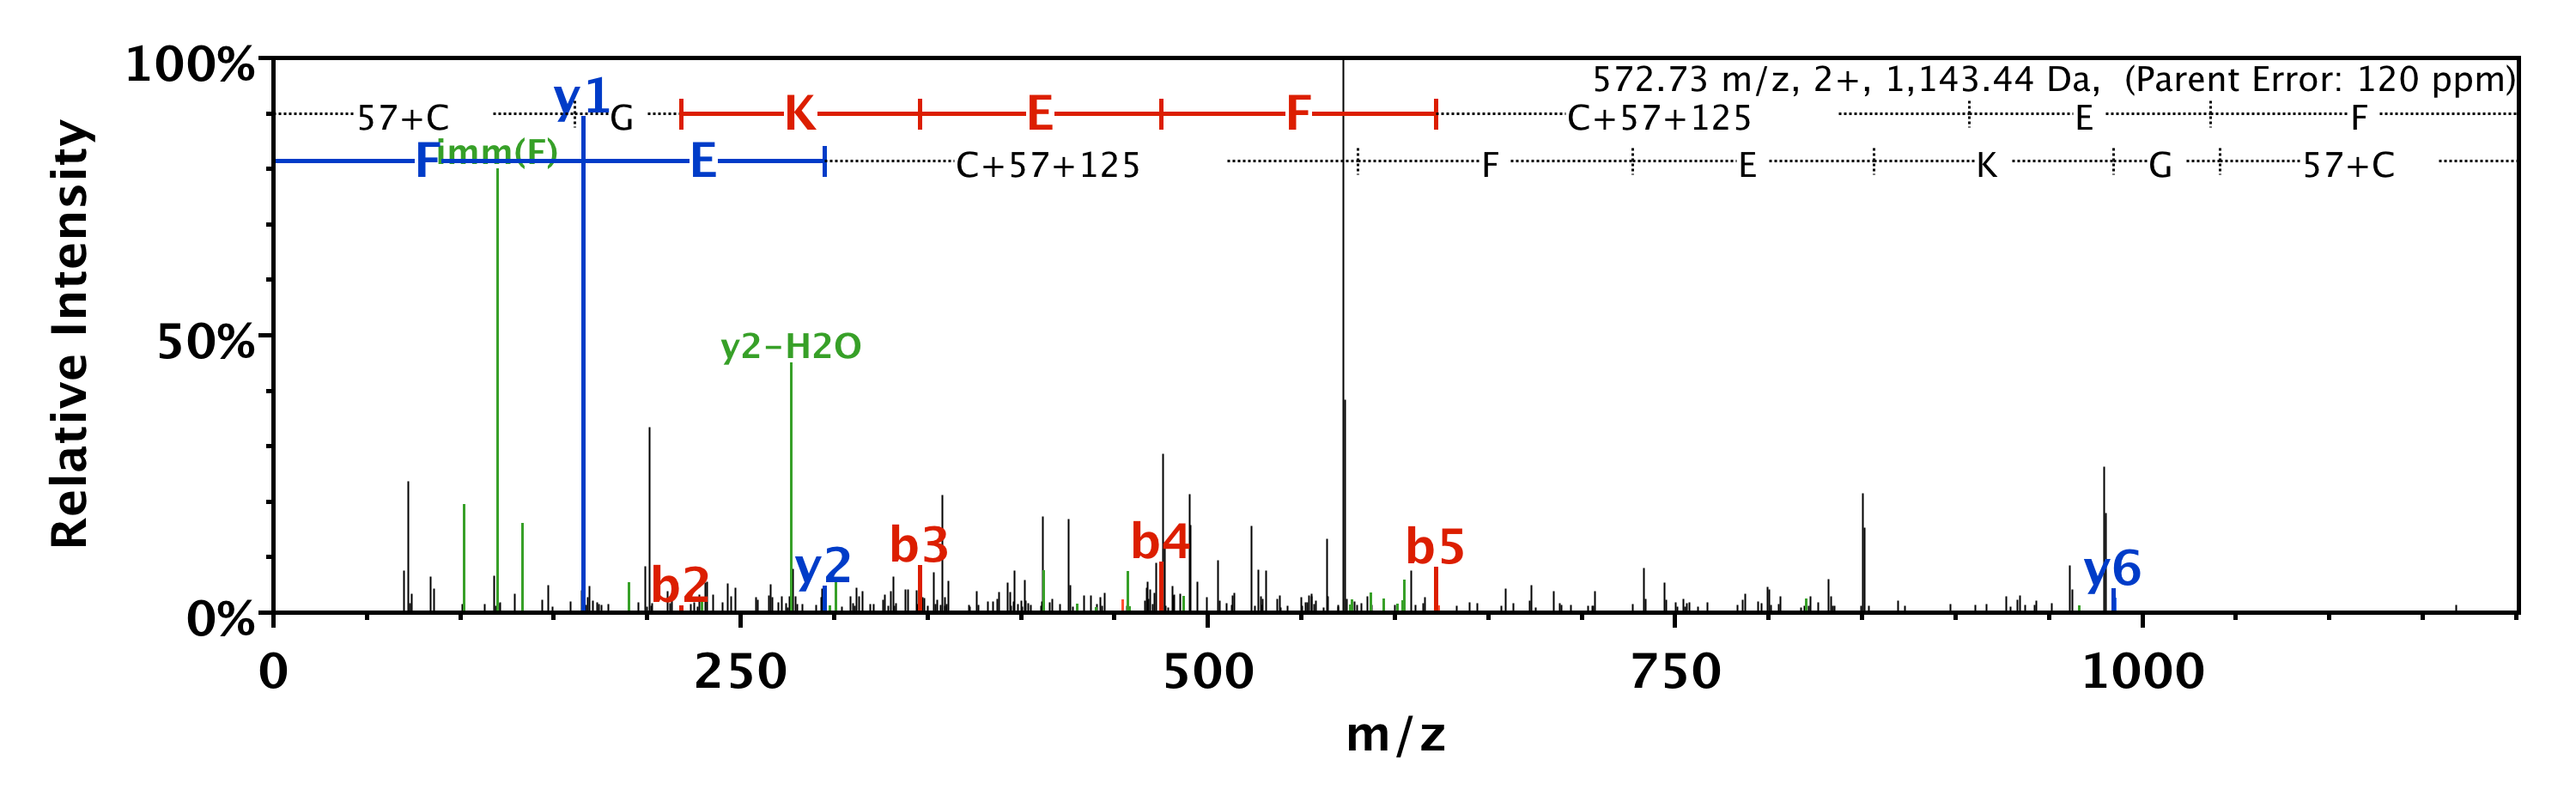 100%
572.73 m/z, 2+, 1,143.44 Da, (Parent Error: 120 ppm)
y1
57+C G K E F C+57+125 E F
imm(F)
F E C+57+125 F E K G 57+C
Relative Intensity
50%
y2-H2O
b3 b4 b5
y2 y6
b2
0%
0 250 500 750 1000
m/z